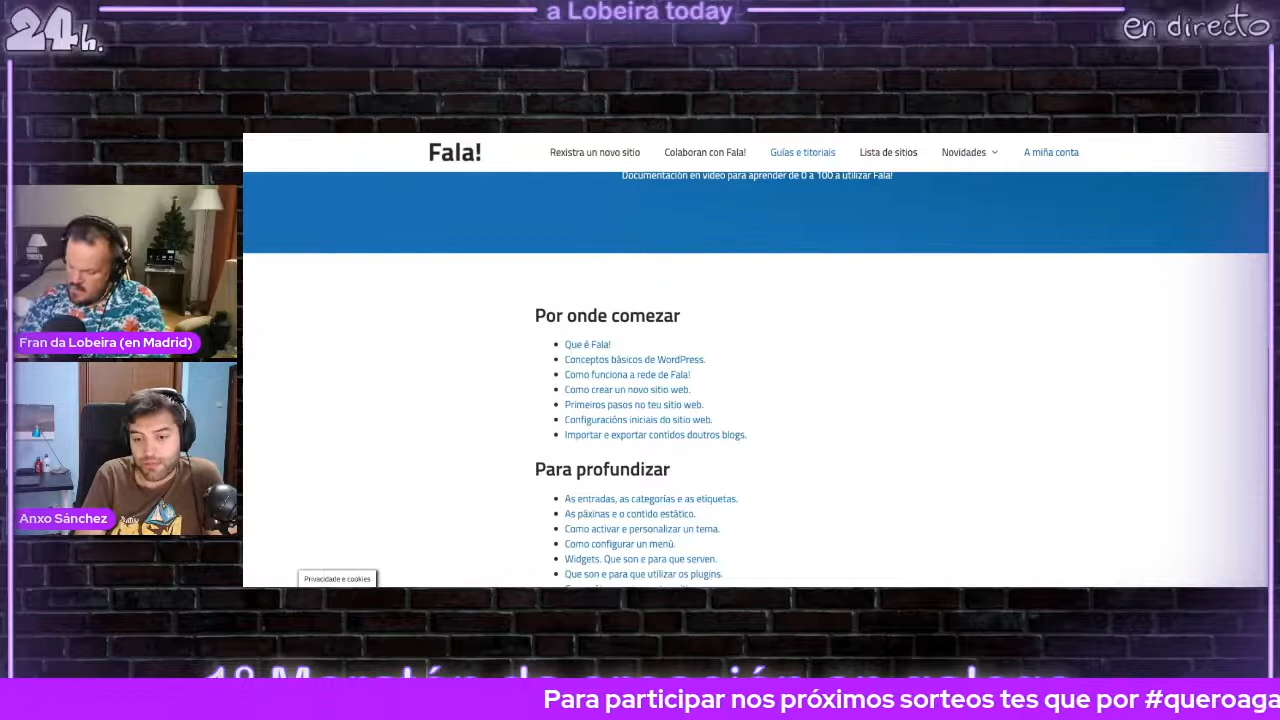 a Lobeira today
24h.
en directo
Fala!
Rexistra un novo sitio
Colaboran con Fala!
Guías e titoriais
Lista de sitios
Novidades
A miña conta
Documentación en vídeo para aprender de 0 a 100 a utilizar Fala!
Por onde comezar
Que é Fala!
Conceptos básicos de WordPress.
Como funciona a rede de Fala!
Como crear un novo sitio web.
Primeiros pasos no teu sitio web.
Configuracións iniciais do sitio web.
Importar e exportar contidos doutros blogs.
Para profundizar
As entradas, as categorías e as etiquetas.
As páxinas e o contido estático.
Como activar e personalizar un tema.
Como configurar un menú.
Widgets. Que son e para que serven.
Que son e para que utilizar os plugins.
Privacidade e cookies
Fran da Lobeira (en Madrid)
Anxo Sánchez
Para participar nos próximos sorteos tes que por #queroaga